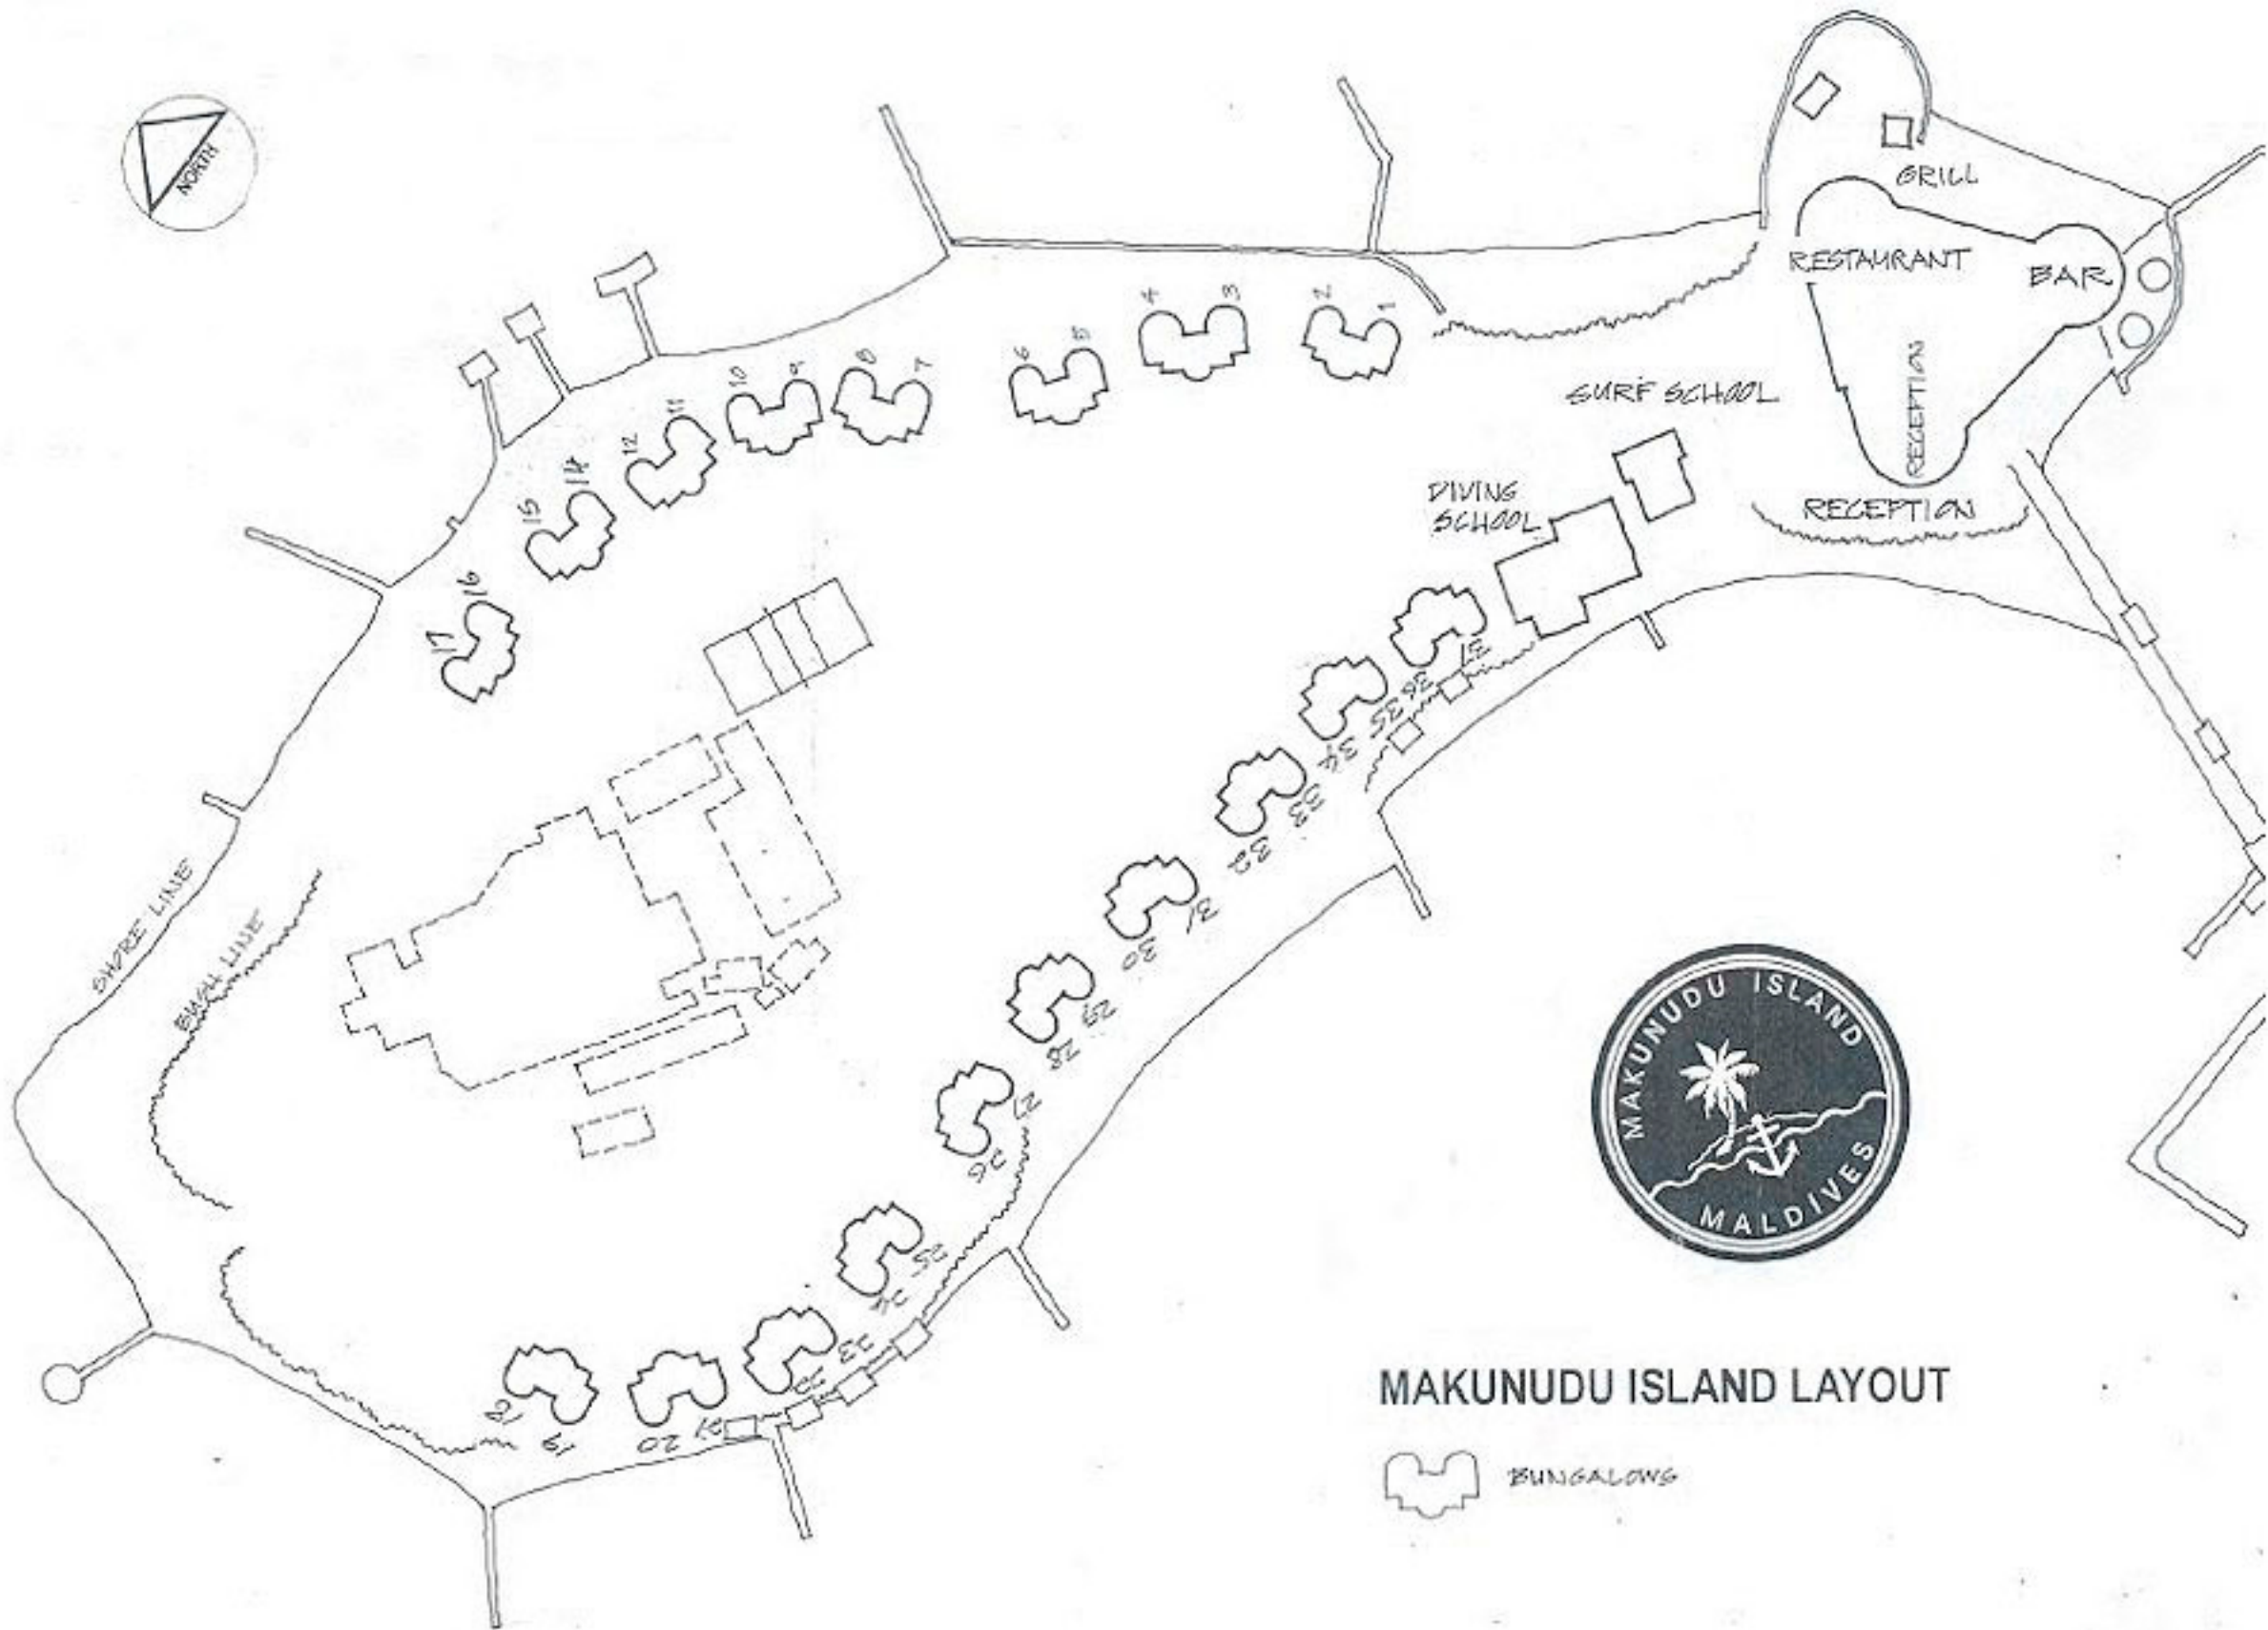 NORTH
GRILL
RESTAURANT
BAR
RECEPTION
SURF SCHOOL
RECEPTION
DIVING
SCHOOL
1
2
3
4
5
6
7
8
9
10
11
12
14
15
16
17
18
19
20
21
22
23
24
25
26
27
28
29
30
31
32
33
34
35
36
37
SHORE LINE
BUSH LINE
MAKUNUDU ISLAND
MALDIVES
MAKUNUDU ISLAND LAYOUT
BUNGALOWS